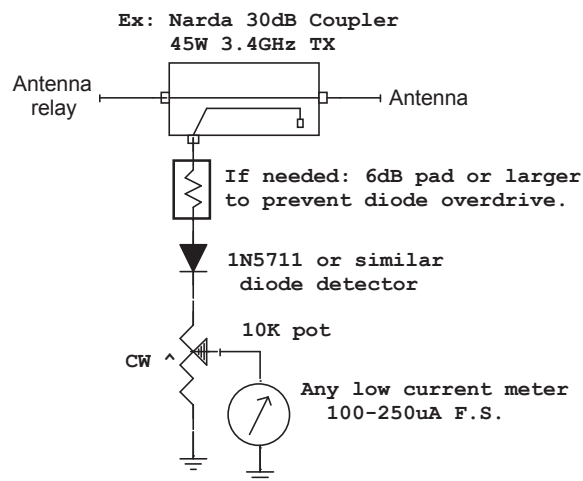 Ex: Narda 30dB Coupler
45W 3.4GHz TX
Antenna
relay
Antenna
If needed: 6dB pad or larger
to prevent diode overdrive.
1N5711 or similar
diode detector
10K pot
CW ^
Any low current meter
100-250uA F.S.